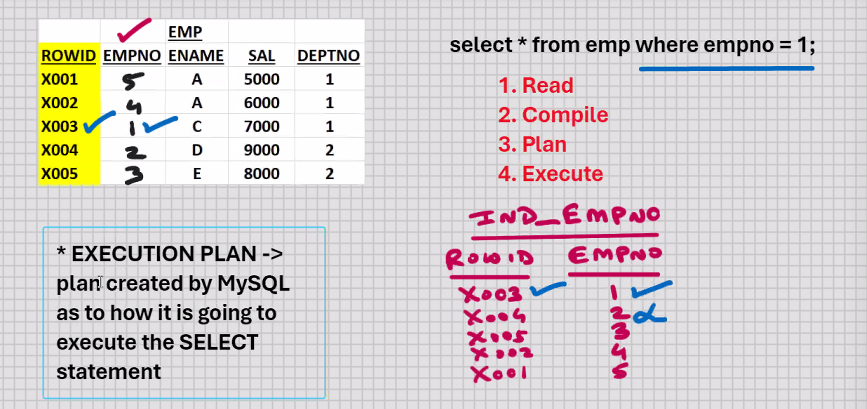 EMP
ROWID EMPNO ENAME SAL DEPTNO
X001 5 A 5000 1
X002 4 A 6000 1
X003 1 C 7000 1
X004 2 D 9000 2
X005 3 E 8000 2
select * from emp where empno = 1;
1. Read
2. Compile
3. Plan
4. Execute
* EXECUTION PLAN ->
plan created by MySQL
as to how it is going to
execute the SELECT
statement
IND_EMPNO
ROWID EMPNO
X003 1
X004 2
X005 3
X002 4
X001 5